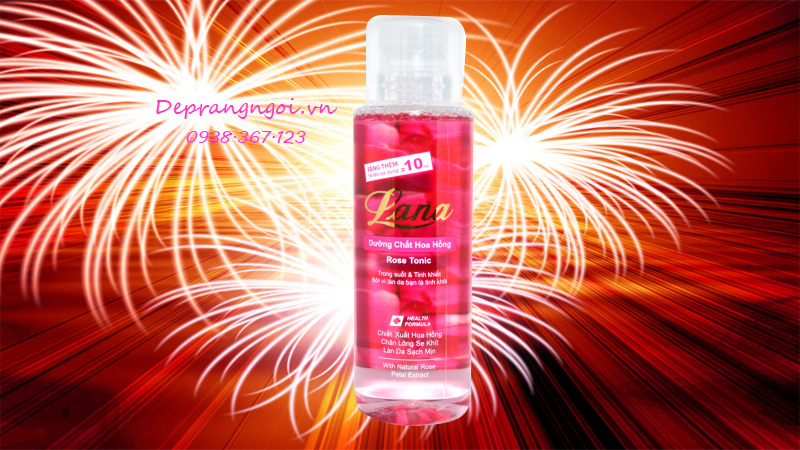 Deprangngoi.vn
0938·367·123
TẶNG THÊM
10
Lana
Dưỡng Chất Hoa Hồng
Rose Tonic
Trong suốt & Tinh khiết
Bởi vì làn da bạn là tinh khôi
HEALTH
FORMULA
Chiết Xuất Hoa Hồng
Chân Lông Se Khít
Làn Da Sạch Mịn
With Natural Rose
Petal Extract